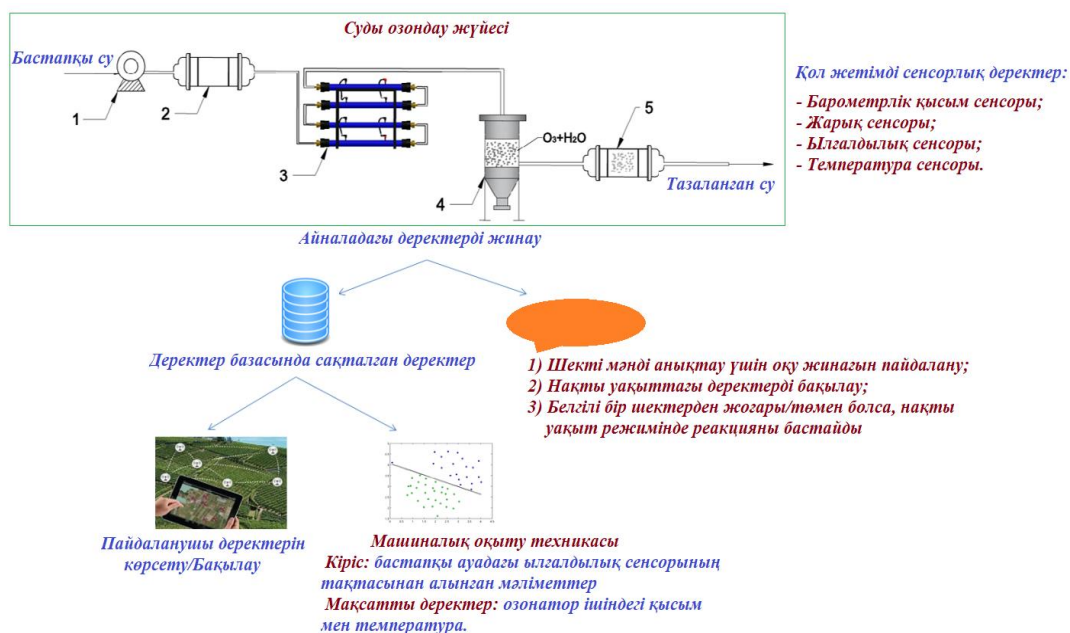 Суды озондау жүйесі
Бастапқы су
1
2
3
4
O₃+H₂O
5
Тазаланған су
Қол жетімді сенсорлық деректер:
- Барометрлік қысым сенсоры;
- Жарық сенсоры;
- Ылғалдылық сенсоры;
- Температура сенсоры.
Айналадағы деректерді жинау
Деректер базасында сақталған деректер
1) Шекті мәнді анықтау үшін оқу жинағын пайдалану;
2) Нақты уақыттағы деректерді бақылау;
3) Белгілі бір шектерден жоғары/төмен болса, нақты
уақыт режимінде реакцияны бастайды
Пайдаланушы деректерін
көрсету/Бақылау
Машиналық оқыту техникасы
Кіріс: бастапқы ауадағы ылғалдылық сенсорының
тақтасынан алынған мәліметтер
Мақсатты деректер: озонатор ішіндегі қысым
мен температура.